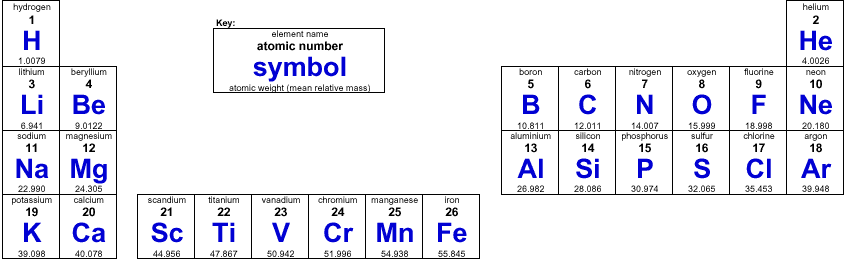 hydrogen
1
H
1.0079
Key:
element name
atomic number
symbol
atomic weight (mean relative mass)
helium
2
He
4.0026
lithium
3
Li
6.941
beryllium
4
Be
9.0122
boron
5
B
10.811
carbon
6
C
12.011
nitrogen
7
N
14.007
oxygen
8
O
15.999
fluorine
9
F
18.998
neon
10
Ne
20.180
sodium
11
Na
22.990
magnesium
12
Mg
24.305
aluminium
13
Al
26.982
silicon
14
Si
28.086
phosphorus
15
P
30.974
sulfur
16
S
32.065
chlorine
17
Cl
35.453
argon
18
Ar
39.948
potassium
19
K
39.098
calcium
20
Ca
40.078
scandium
21
Sc
44.956
titanium
22
Ti
47.867
vanadium
23
V
50.942
chromium
24
Cr
51.996
manganese
25
Mn
54.938
iron
26
Fe
55.845